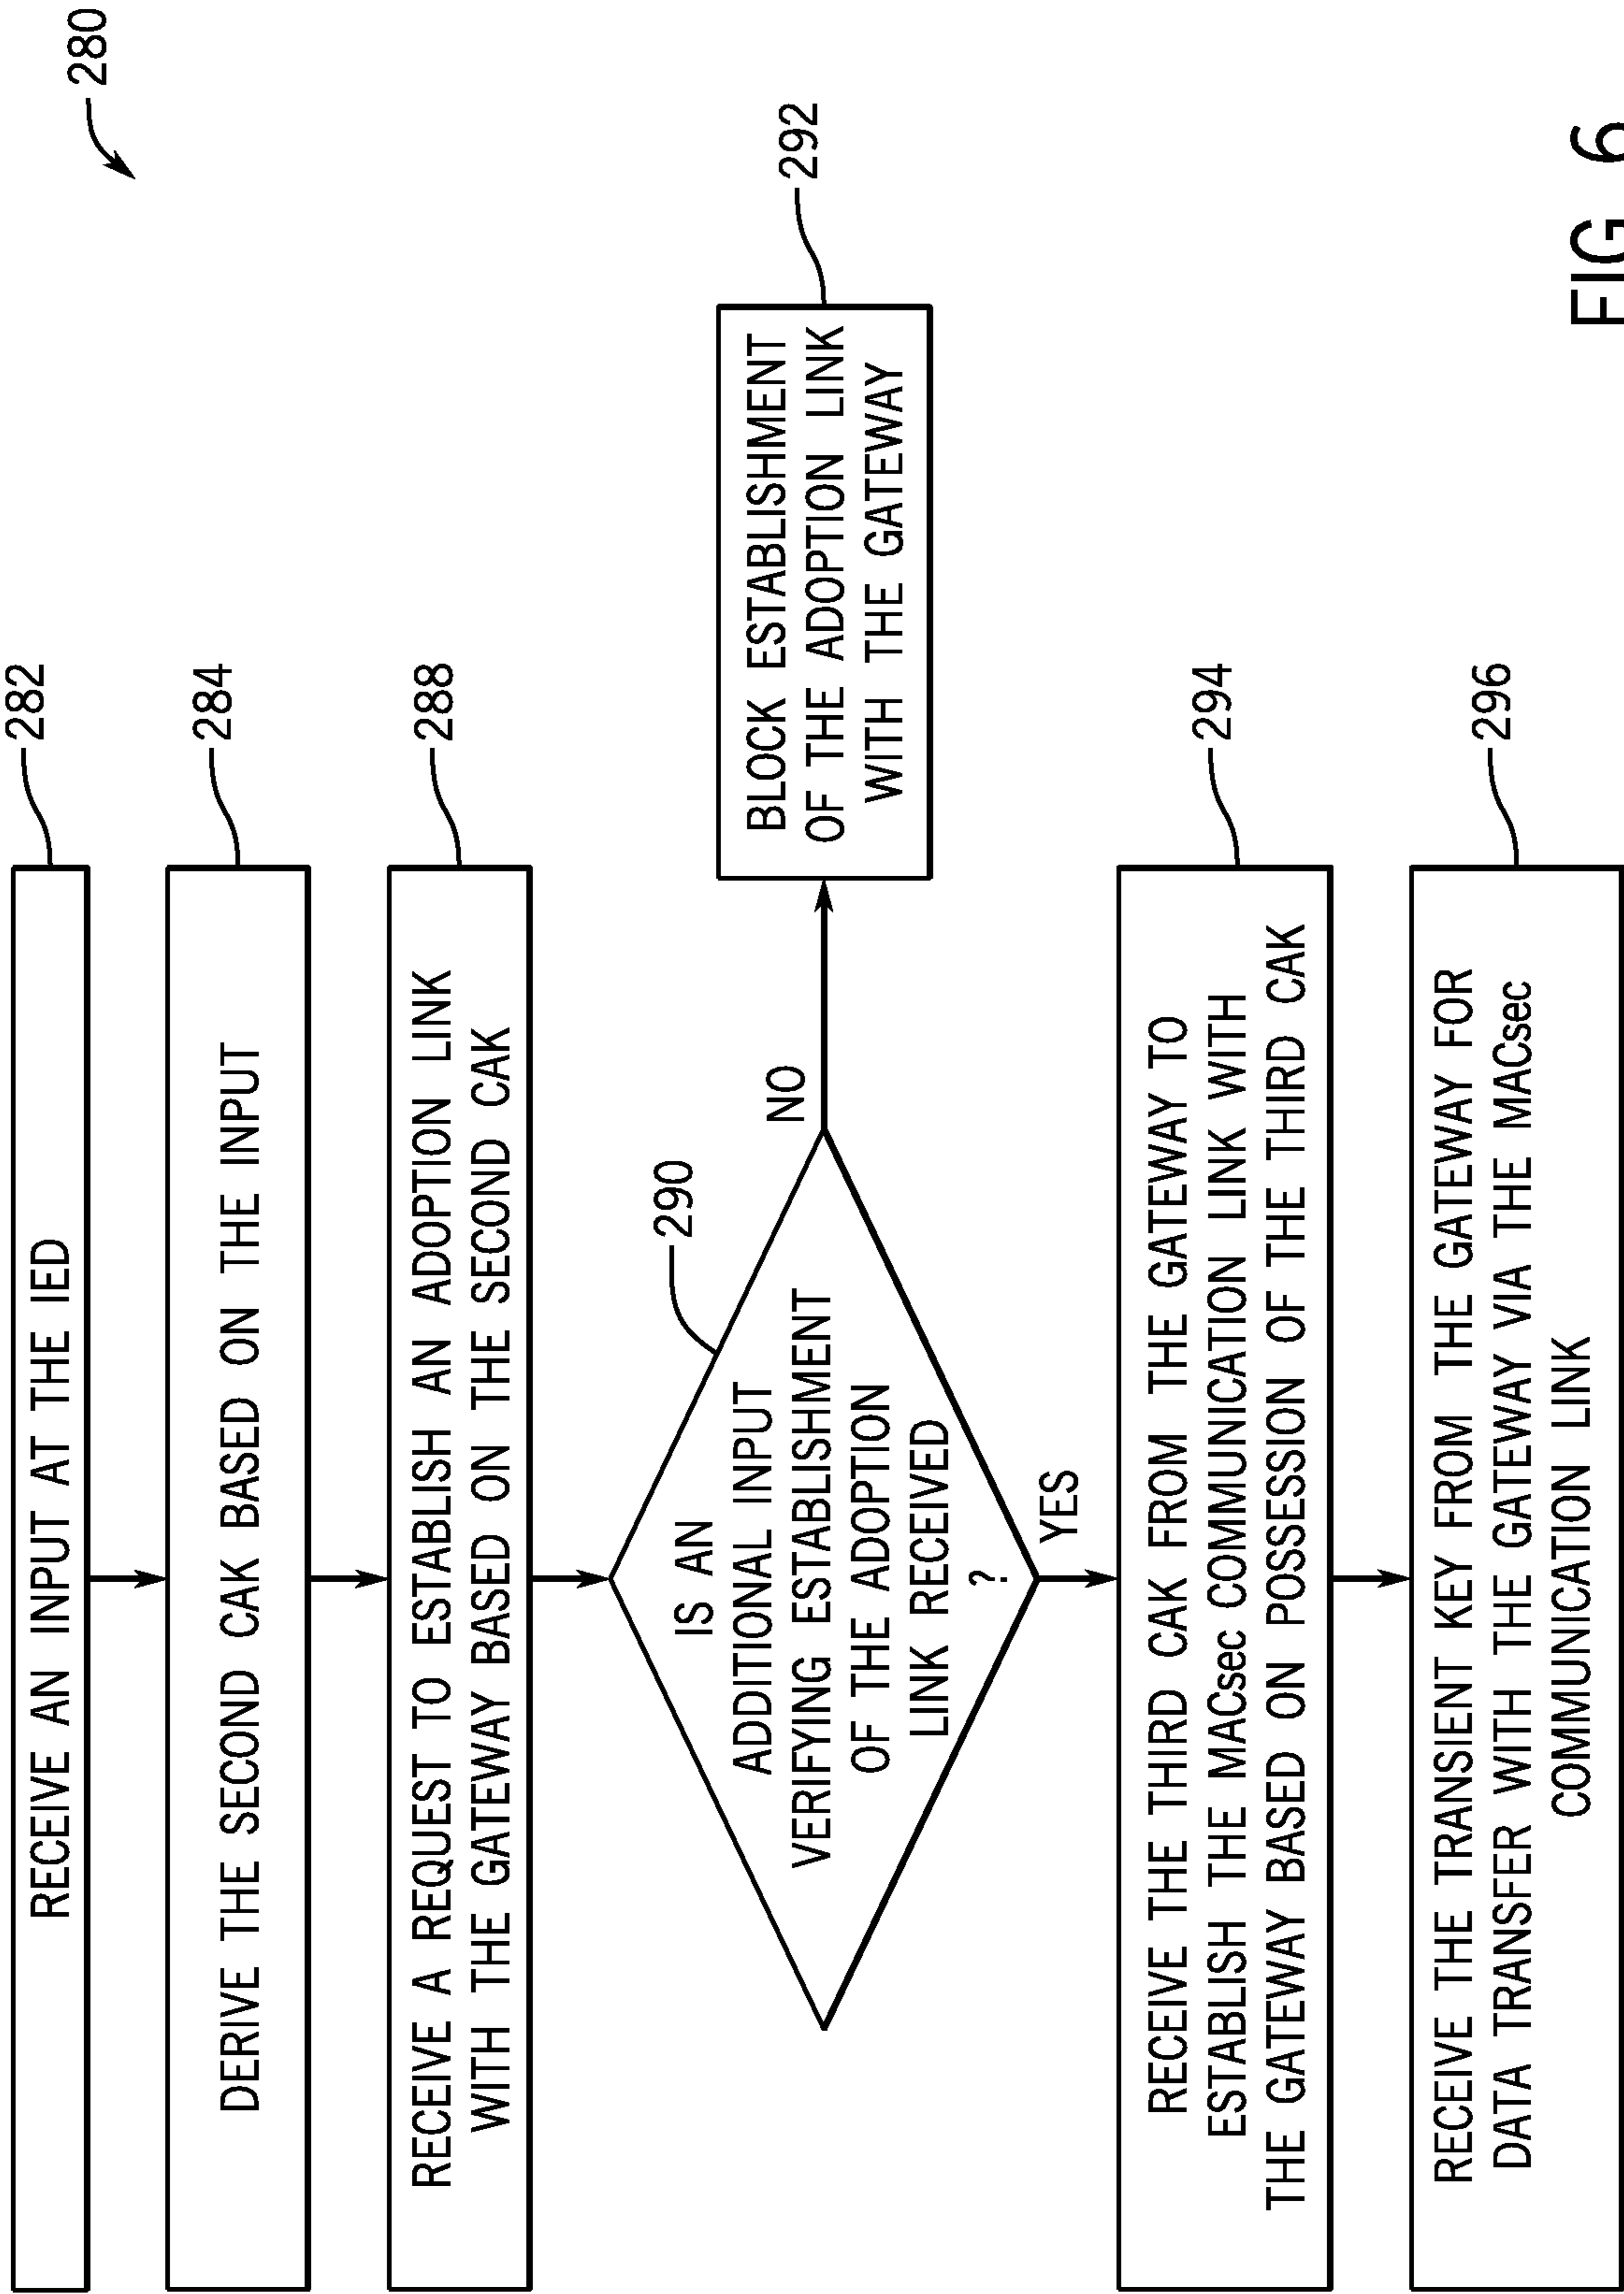 280
RECEIVE AN INPUT AT THE IED
282
DERIVE THE SECOND CAK BASED ON THE INPUT
284
RECEIVE A REQUEST TO ESTABLISH AN ADOPTION LINK
WITH THE GATEWAY BASED ON THE SECOND CAK
288
IS AN
ADDITIONAL INPUT
VERIFYING ESTABLISHMENT
OF THE ADOPTION
LINK RECEIVED
?
290
NO
BLOCK ESTABLISHMENT
OF THE ADOPTION LINK
WITH THE GATEWAY
292
YES
RECEIVE THE THIRD CAK FROM THE GATEWAY TO
ESTABLISH THE MACsec COMMUNICATION LINK WITH
THE GATEWAY BASED ON POSSESSION OF THE THIRD CAK
294
RECEIVE THE TRANSIENT KEY FROM THE GATEWAY FOR
DATA TRANSFER WITH THE GATEWAY VIA THE MACsec
COMMUNICATION LINK
296
FIG 6